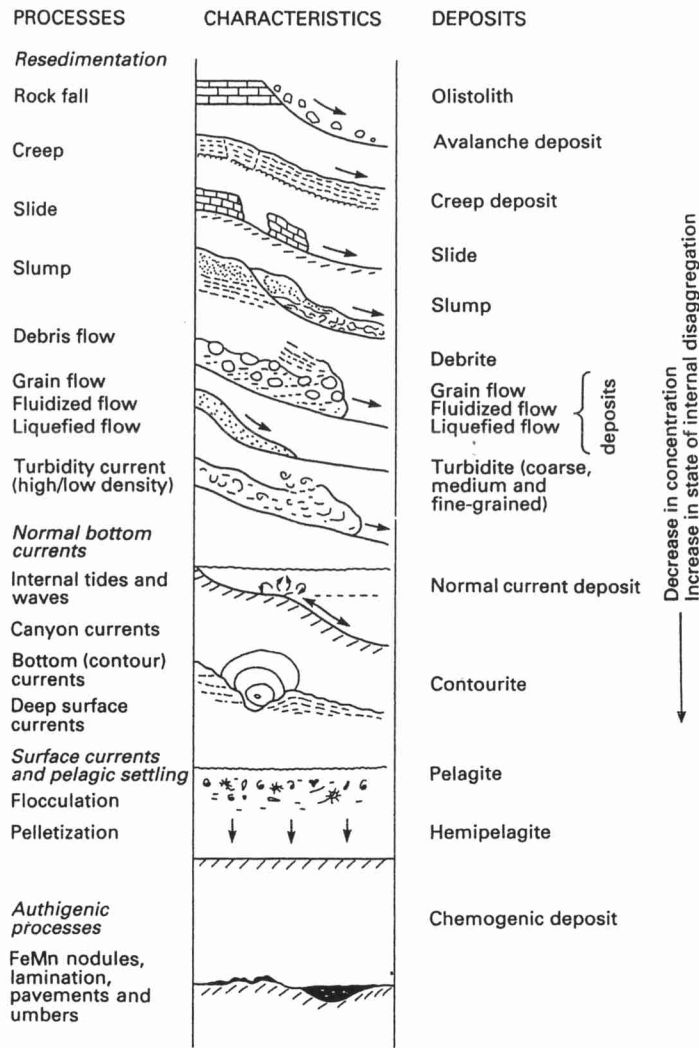 PROCESSES CHARACTERISTICS DEPOSITS
Resedimentation
Rock fall
Olistolith
Avalanche deposit
Creep
Creep deposit
Slide
Slide
Slump
Slump
Debris flow
Debrite
Grain flow
Fluidized flow
Liquefied flow
Grain flow
Fluidized flow
Liquefied flow
deposits
Turbidity current
(high/low density)
Turbidite (coarse,
medium and
fine-grained)
Normal bottom
currents
Internal tides and
waves
Normal current deposit
Canyon currents
Bottom (contour)
currents
Contourite
Deep surface
currents
Surface currents
and pelagic settling
Pelagite
Flocculation
Pelletization
Hemipelagite
Authigenic
processes
Chemogenic deposit
FeMn nodules,
lamination,
pavements and
umbers
Decrease in concentration
Increase in state of internal disaggregation